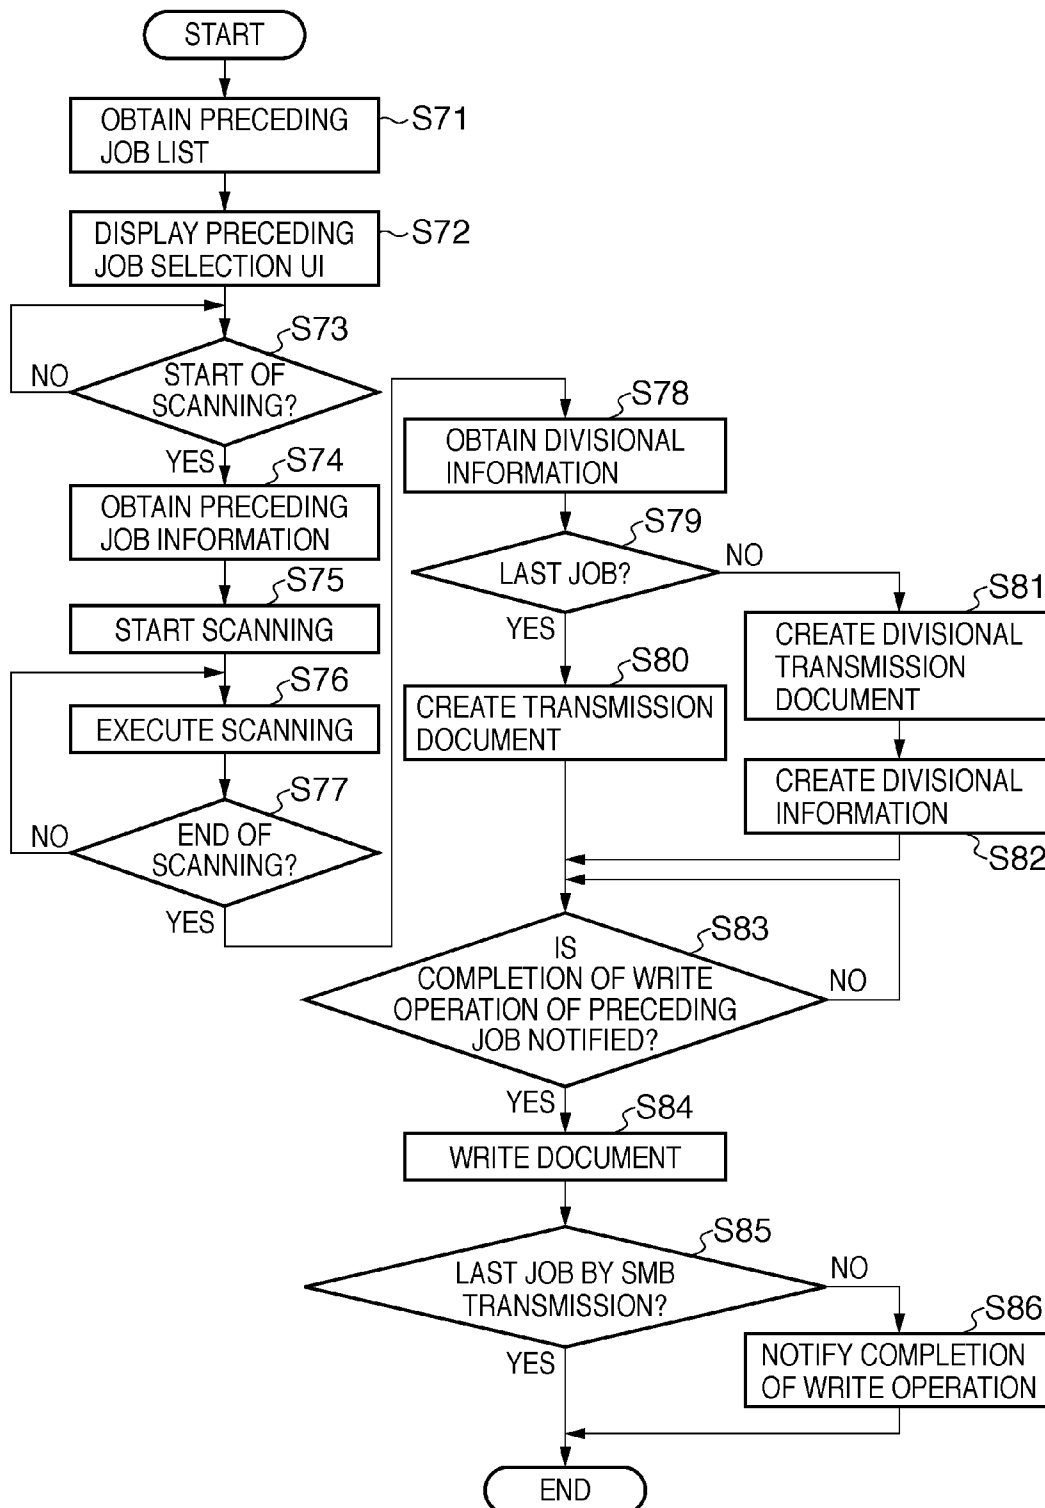 START
OBTAIN PRECEDING
JOB LIST
S71
DISPLAY PRECEDING
JOB SELECTION UI
S72
S73
START OF
SCANNING?
NO
YES
S74
OBTAIN PRECEDING
JOB INFORMATION
S75
START SCANNING
S76
EXECUTE SCANNING
S77
END OF
SCANNING?
NO
YES
S78
OBTAIN DIVISIONAL
INFORMATION
S79
LAST JOB?
NO
YES
S80
CREATE TRANSMISSION
DOCUMENT
S81
CREATE DIVISIONAL
TRANSMISSION
DOCUMENT
CREATE DIVISIONAL
INFORMATION
S82
S83
IS
COMPLETION OF WRITE
OPERATION OF PRECEDING
JOB NOTIFIED?
NO
YES
S84
WRITE DOCUMENT
S85
LAST JOB BY SMB
TRANSMISSION?
NO
YES
S86
NOTIFY COMPLETION
OF WRITE OPERATION
END